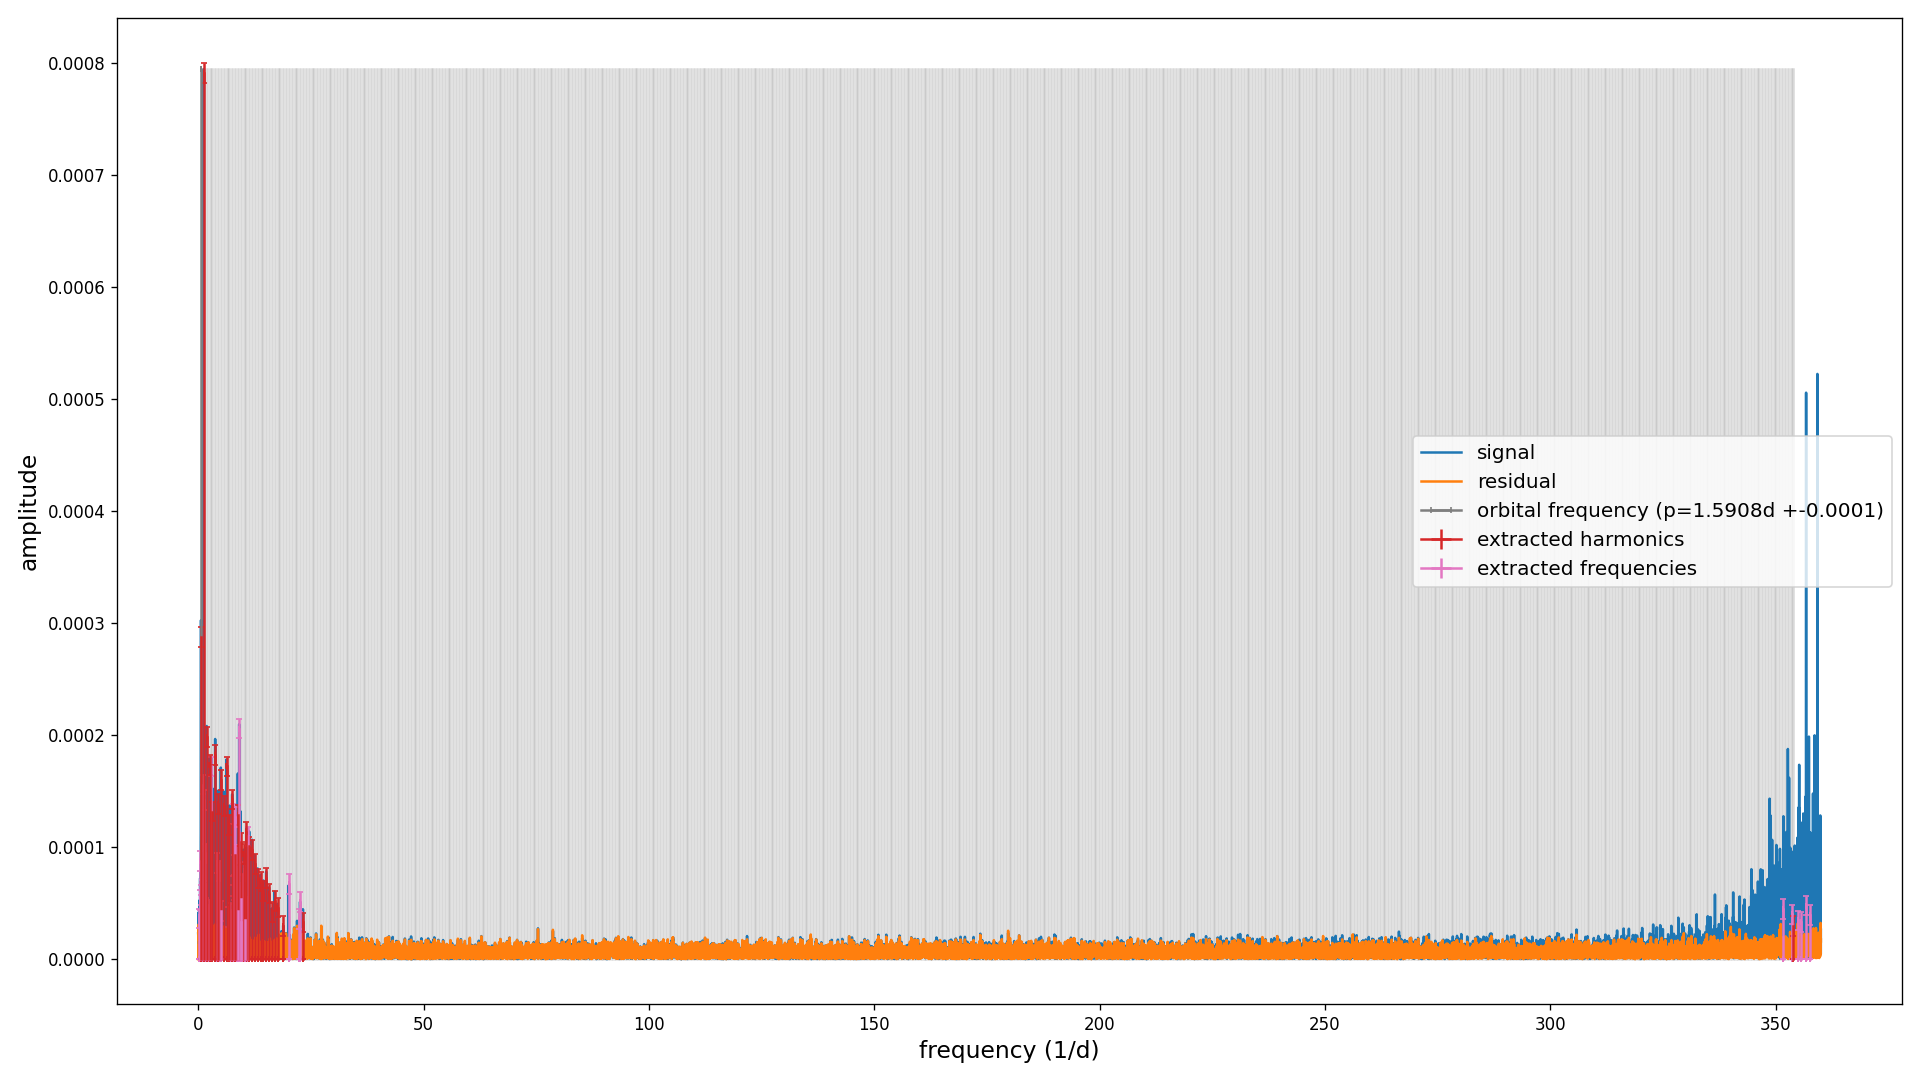 0.0008
0.0007
0.0006
0.0005
0.0004
0.0003
0.0002
0.0001
0.0000
amplitude
signal
residual
orbital frequency (p=1.5908d +-0.0001)
extracted harmonics
extracted frequencies
0 50 100 150 200 250 300 350
frequency (1/d)